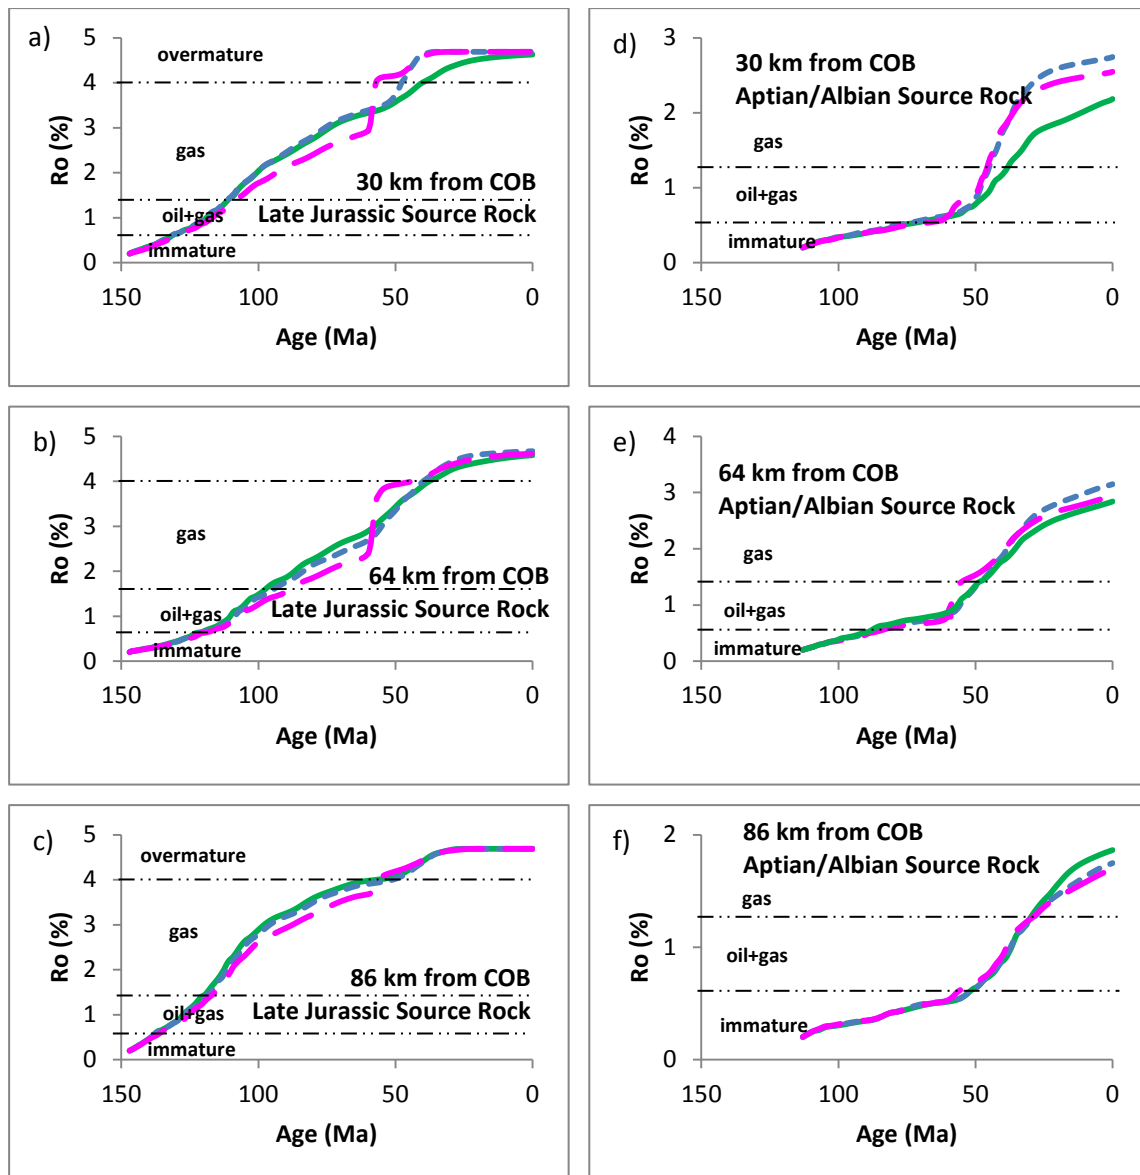 a)
5
4
3
2
1
0
Ro (%)
overmature
gas
30 km from COB
oil+gas
Late Jurassic Source Rock
immature
150
100
50
0
Age (Ma)
d)
3
2
1
0
Ro (%)
30 km from COB
Aptian/Albian Source Rock
gas
oil+gas
immature
150
100
50
0
Age (Ma)
b)
5
4
3
2
1
0
Ro (%)
gas
64 km from COB
oil+gas
Late Jurassic Source Rock
immature
150
100
50
0
Age (Ma)
e)
4
3
2
1
0
Ro (%)
64 km from COB
Aptian/Albian Source Rock
gas
oil+gas
immature
150
100
50
0
Age (Ma)
c)
5
4
3
2
1
0
Ro (%)
overmature
gas
86 km from COB
oil+gas
Late Jurassic Source Rock
immature
150
100
50
0
Age (Ma)
f)
2
1
0
Ro (%)
86 km from COB
Aptian/Albian Source Rock
gas
oil+gas
immature
150
100
50
0
Age (Ma)